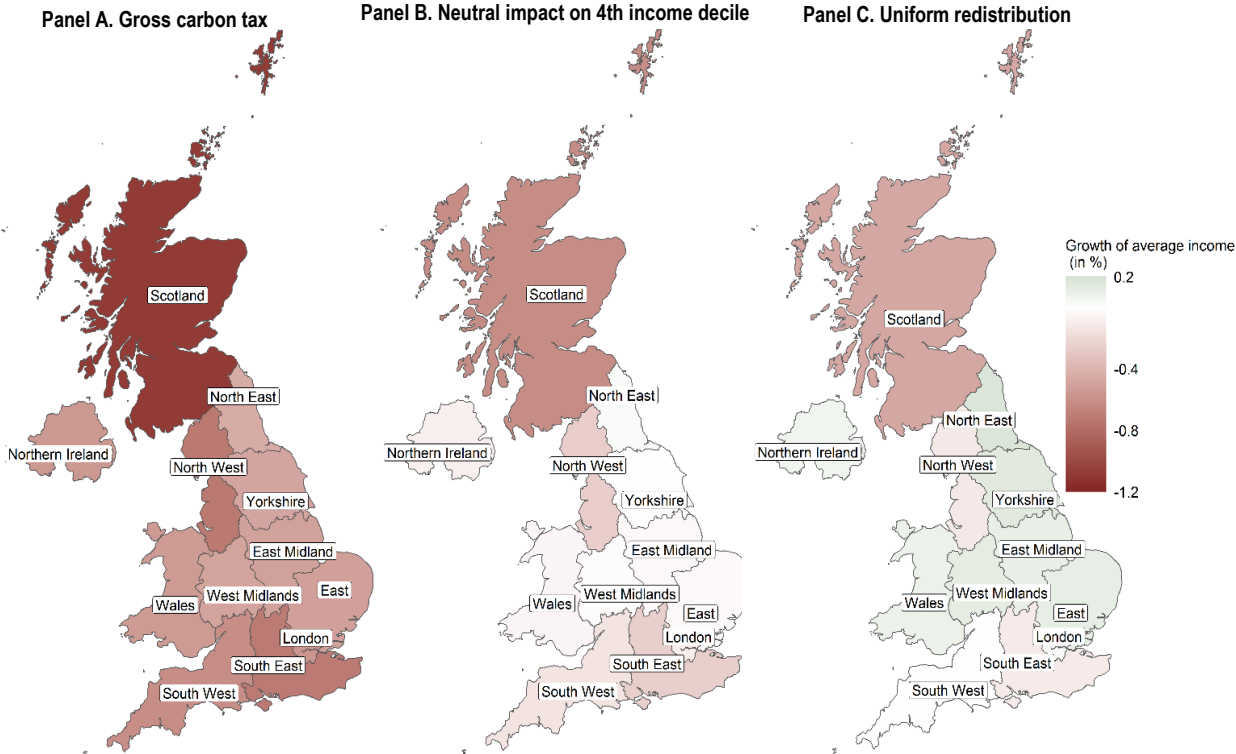 Panel A. Gross carbon tax
Panel B. Neutral impact on 4th income decile
Panel C. Uniform redistribution
Scotland
North East
Northern Ireland
North West
Yorkshire
East Midland
West Midlands
East
Wales
London
South East
South West
Scotland
North East
Northern Ireland
North West
Yorkshire
East Midland
West Midlands
Wales
East
London
South East
South West
Growth of average income
(in %)
0.2
-0.4
-0.8
-1.2
Scotland
North East
Northern Ireland
North West
Yorkshire
East Midland
West Midlands
Wales
East
London
South East
South West